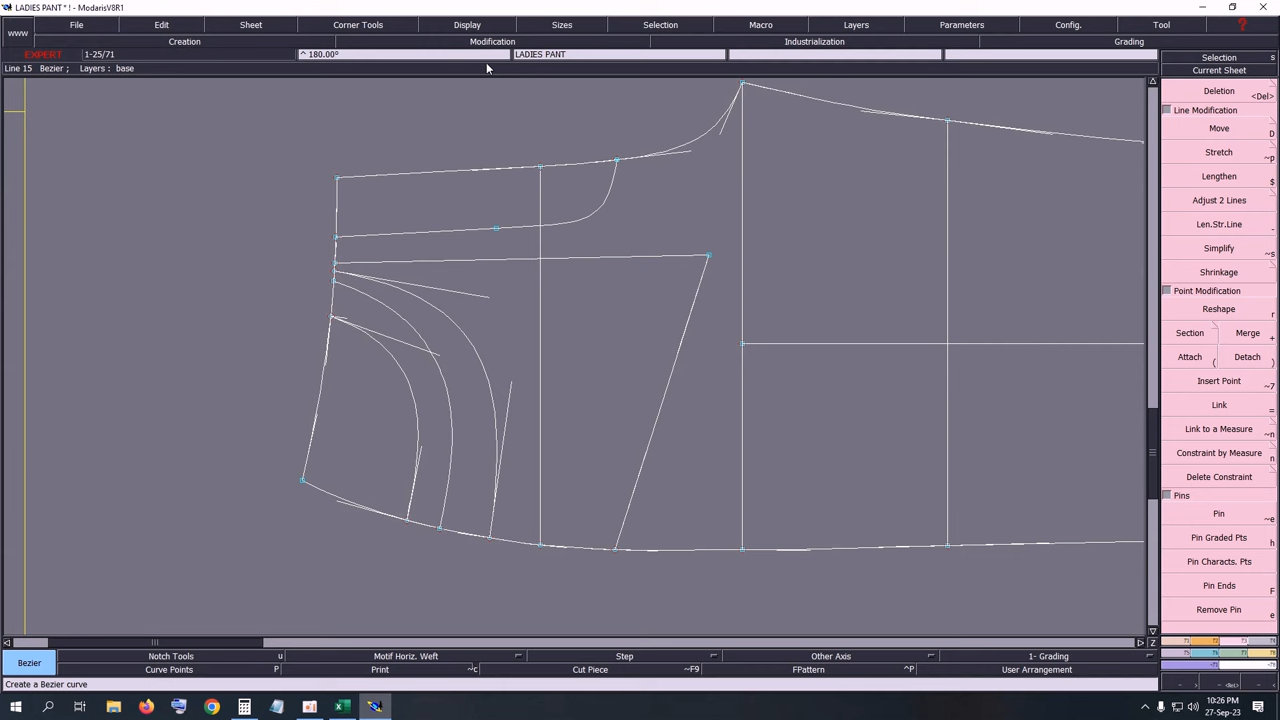 LADIES PANT * ! - ModarisV8R1
www
File Edit Sheet Corner Tools Display Sizes Selection Macro Layers Parameters Config. Tool ?
Creation Modification Industrialization Grading
EXPERT 1-25/71 ^ 180.00° LADIES PANT
Line 15 Bezier ; Layers : base
Selection s
Current Sheet
Deletion <Del>
Line Modification
Move D
Stretch ~p
Lengthen $
Adjust 2 Lines
Len.Str.Line -
Simplify ~s
Shrinkage
Point Modification
Reshape r
Section Merge +
Attach ( Detach )
Insert Point ~7
Link =
Link to a Measure ~n
Constraint by Measure n
Delete Constraint
Pins
Pin ~e
Pin Graded Pts h
Pin Characts. Pts
Pin Ends F
Remove Pin e
Z
Bezier Notch Tools u Motif Horiz. Weft Step Other Axis 1- Grading
Curve Points P Print ~c Cut Piece ~F9 FPattern ^P User Arrangement
Create a Bezier curve
10:26 PM
27-Sep-23